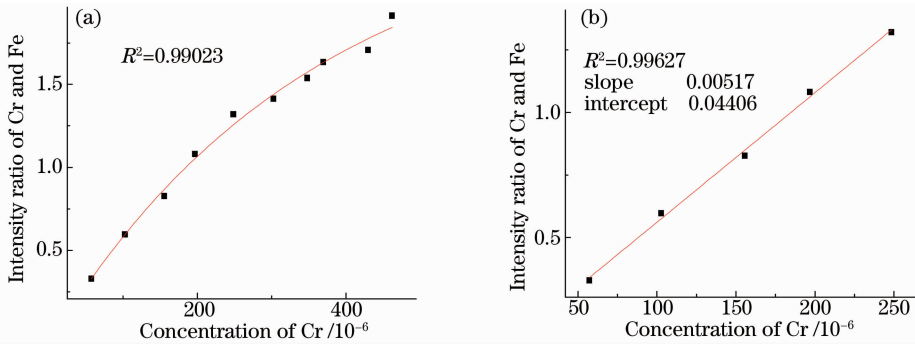 (a)
R²=0.99023
Intensity ratio of Cr and Fe
1.5
1.0
0.5
200
400
Concentration of Cr /10⁻⁶
(b)
R²=0.99627
slope 0.00517
intercept 0.04406
Intensity ratio of Cr and Fe
1.0
0.5
50
100
150
200
250
Concentration of Cr /10⁻⁶